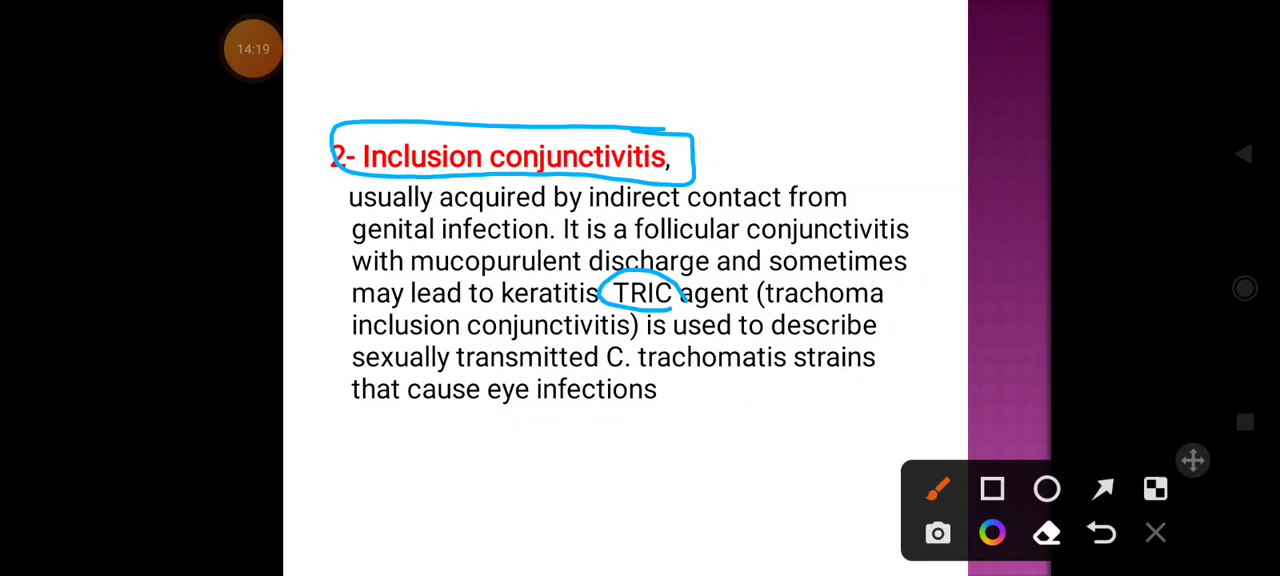 14:19
2- Inclusion conjunctivitis,
usually acquired by indirect contact from
genital infection. It is a follicular conjunctivitis
with mucopurulent discharge and sometimes
may lead to keratitis. TRIC agent (trachoma
inclusion conjunctivitis) is used to describe
sexually transmitted C. trachomatis strains
that cause eye infections